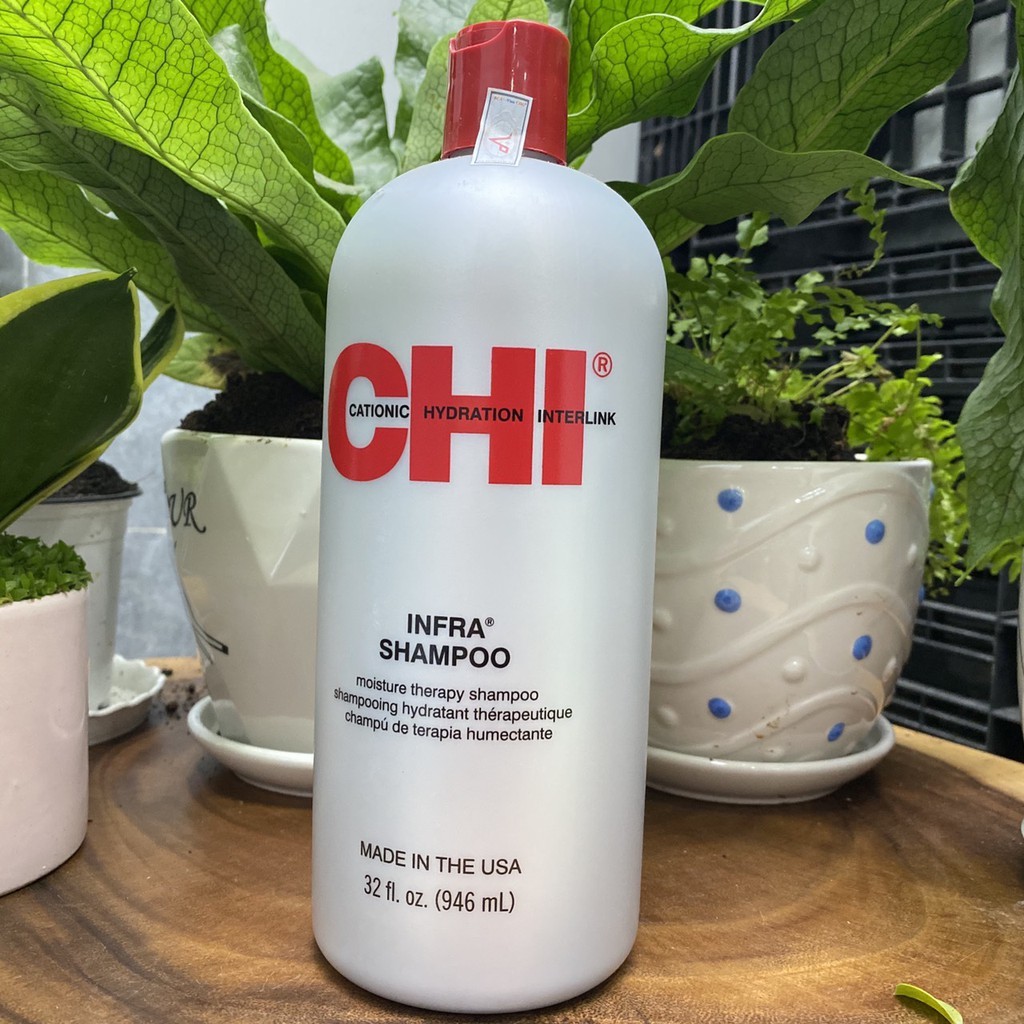 CHI®
CATIONIC HYDRATION INTERLINK
INFRA®
SHAMPOO
moisture therapy shampoo
shampooing hydratant thérapeutique
champú de terapia humectante
MADE IN THE USA
32 fl. oz. (946 mL)
UR